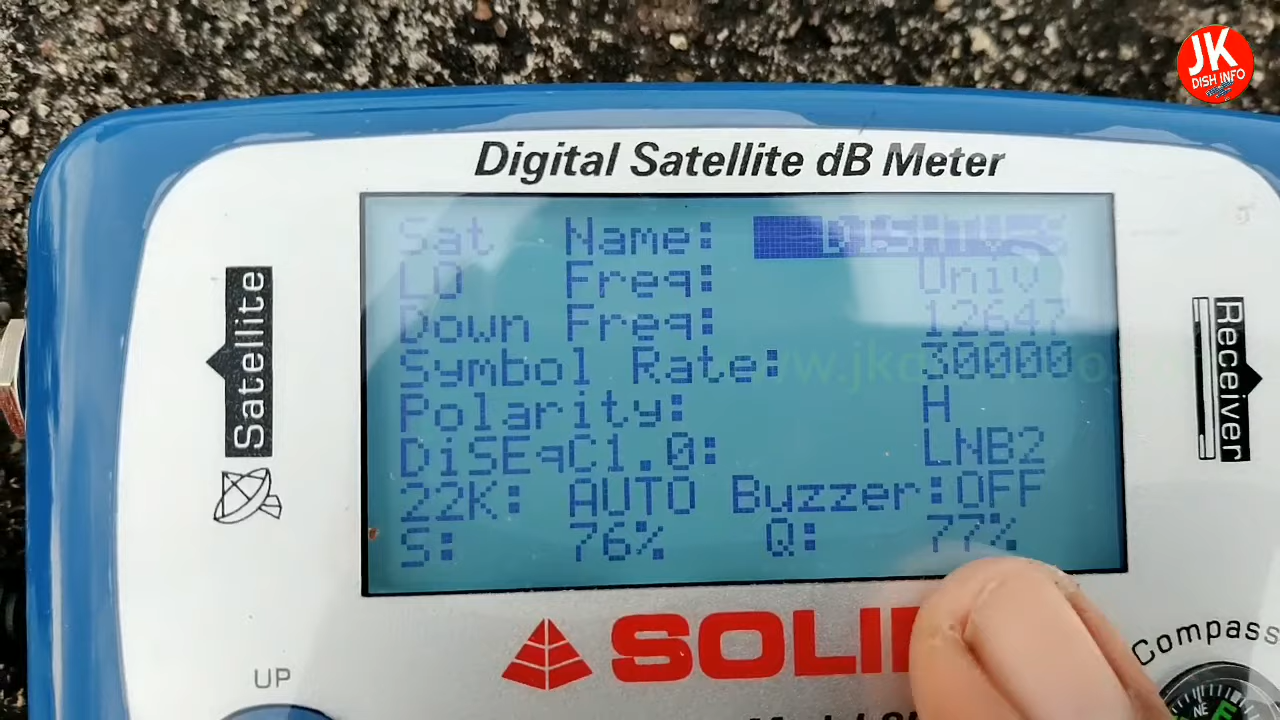 JK
DISH INFO
Digital Satellite dB Meter
Sat Name:
LO Freq: Univ
Down Freq: 12647
Symbol Rate: 30000
Polarity: H
DiSEqC1.0: LNB2
22K: AUTO Buzzer:OFF
S: 76% Q: 77%
Satellite
Receiver
UP
Compass
NE